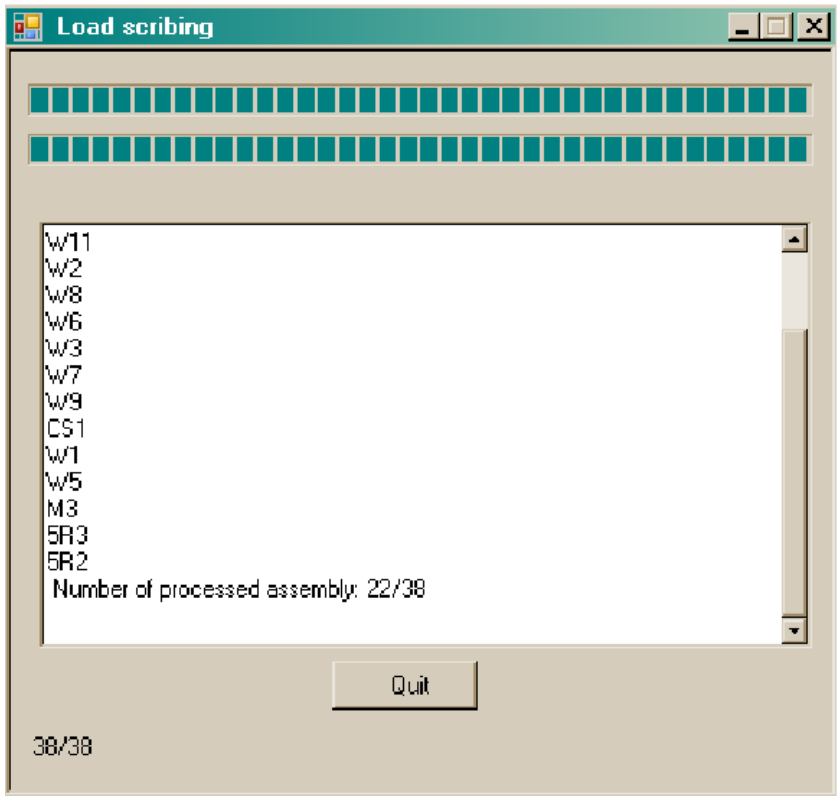 Load scribing
W11
W2
W8
W6
W3
W7
W9
CS1
W1
W5
M3
5R3
5R2
Number of processed assembly: 22/38
Quit
38/38